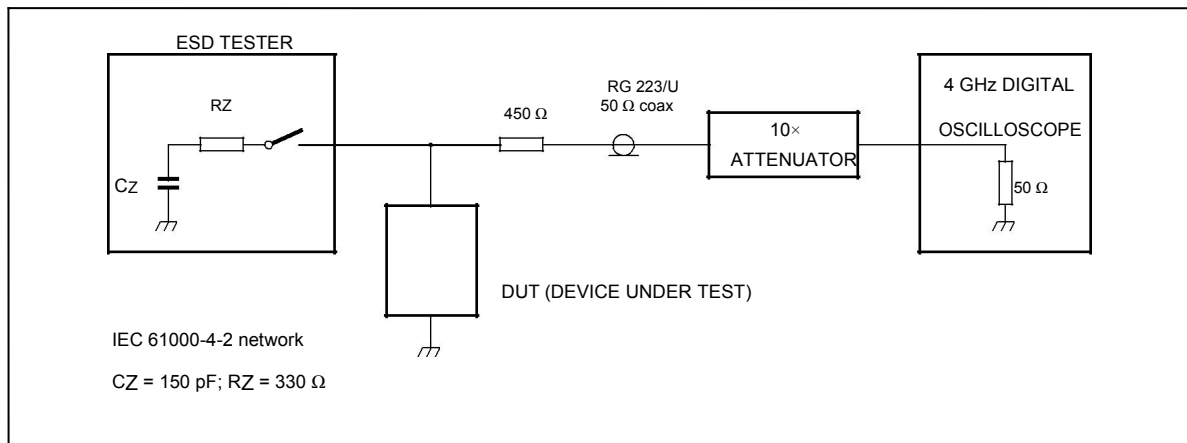 ESD TESTER
RZ
CZ
450 Ω
RG 223/U
50 Ω coax
10×
ATTENUATOR
4 GHz DIGITAL
OSCILLOSCOPE
50 Ω
DUT (DEVICE UNDER TEST)
IEC 61000-4-2 network
CZ = 150 pF; RZ = 330 Ω